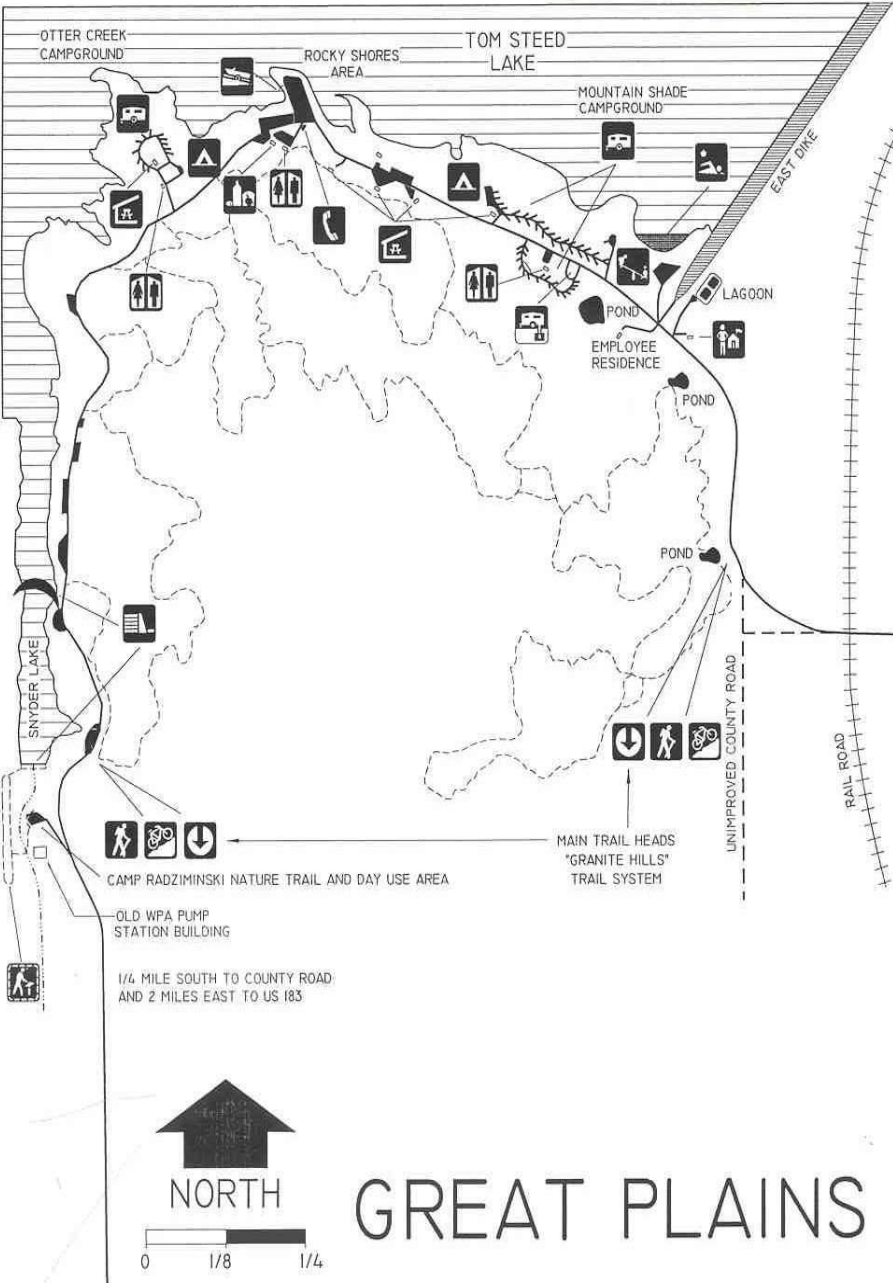 OTTER CREEK
CAMPGROUND
ROCKY SHORES
AREA
TOM STEED
LAKE
MOUNTAIN SHADE
CAMPGROUND
EAST DIKE
LAGOON
POND
EMPLOYEE
RESIDENCE
POND
POND
SNYDER LAKE
UNIMPROVED COUNTY ROAD
RAIL ROAD
MAIN TRAIL HEADS
"GRANITE HILLS"
TRAIL SYSTEM
CAMP RADZIMINSKI NATURE TRAIL AND DAY USE AREA
OLD WPA PUMP
STATION BUILDING
1/4 MILE SOUTH TO COUNTY ROAD
AND 2 MILES EAST TO US 183
NORTH
0 1/8 1/4
GREAT PLAINS